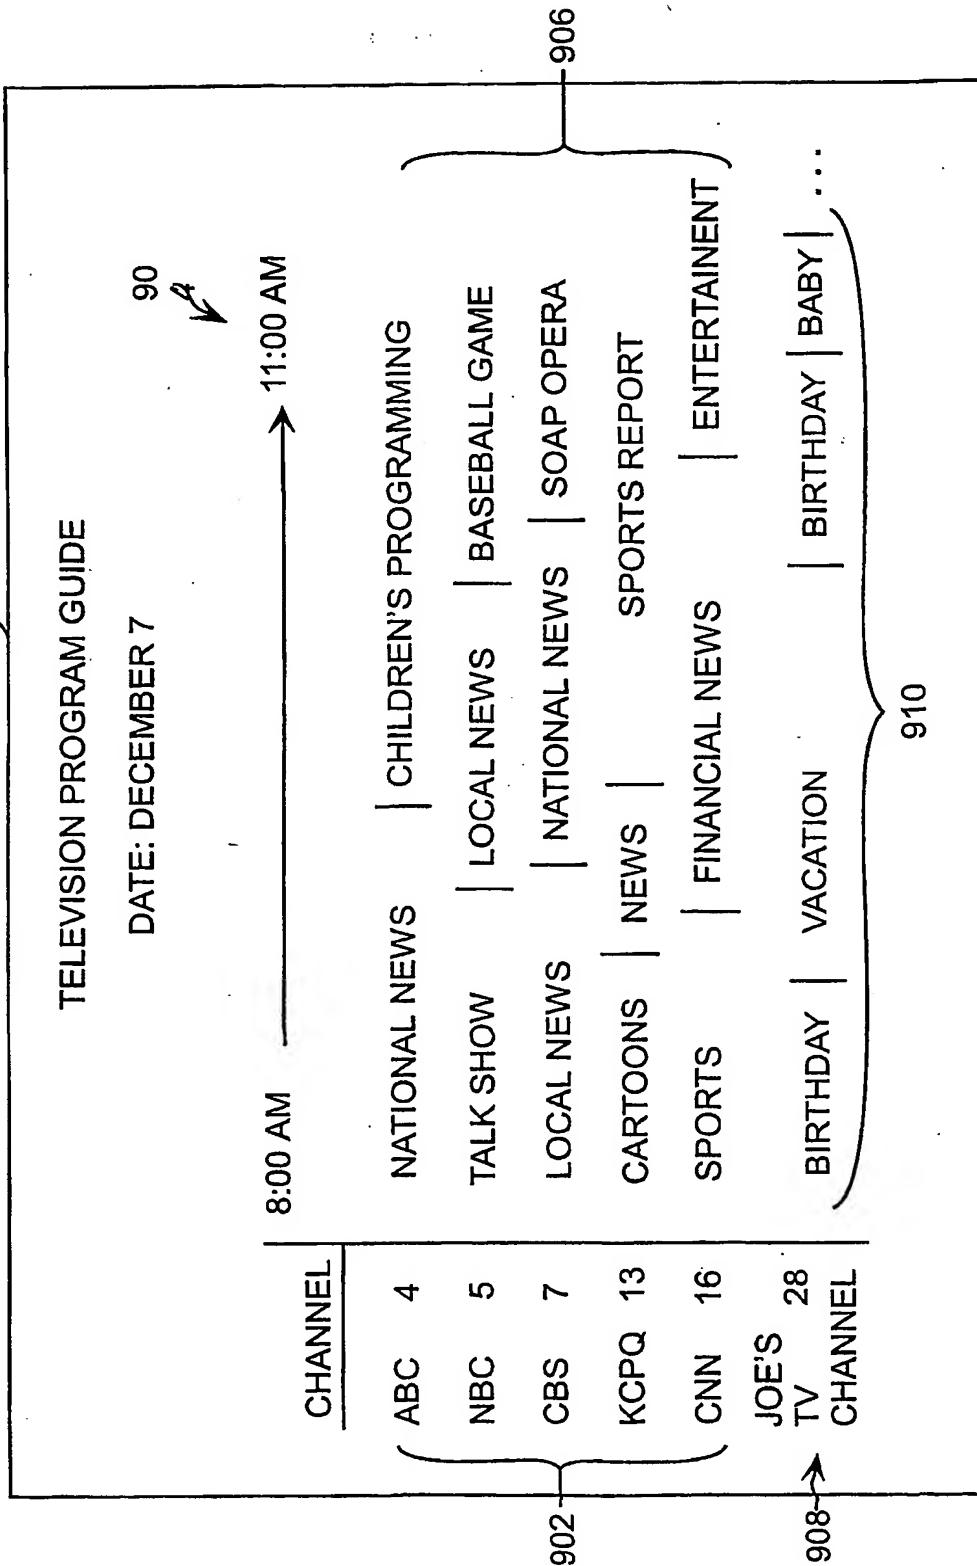 TELEVISION PROGRAM GUIDE
DATE: DECEMBER 7
90
8:00 AM 11:00 AM
CHANNEL
ABC 4 NATIONAL NEWS | CHILDREN'S PROGRAMMING
NBC 5 TALK SHOW | LOCAL NEWS | BASEBALL GAME
CBS 7 LOCAL NEWS | NATIONAL NEWS | SOAP OPERA
KCPQ 13 CARTOONS | NEWS | SPORTS REPORT
CNN 16 SPORTS | FINANCIAL NEWS | ENTERTAINENT
902
906
JOE'S
TV 28 BIRTHDAY | VACATION | BIRTHDAY | BABY | ...
CHANNEL
908
910